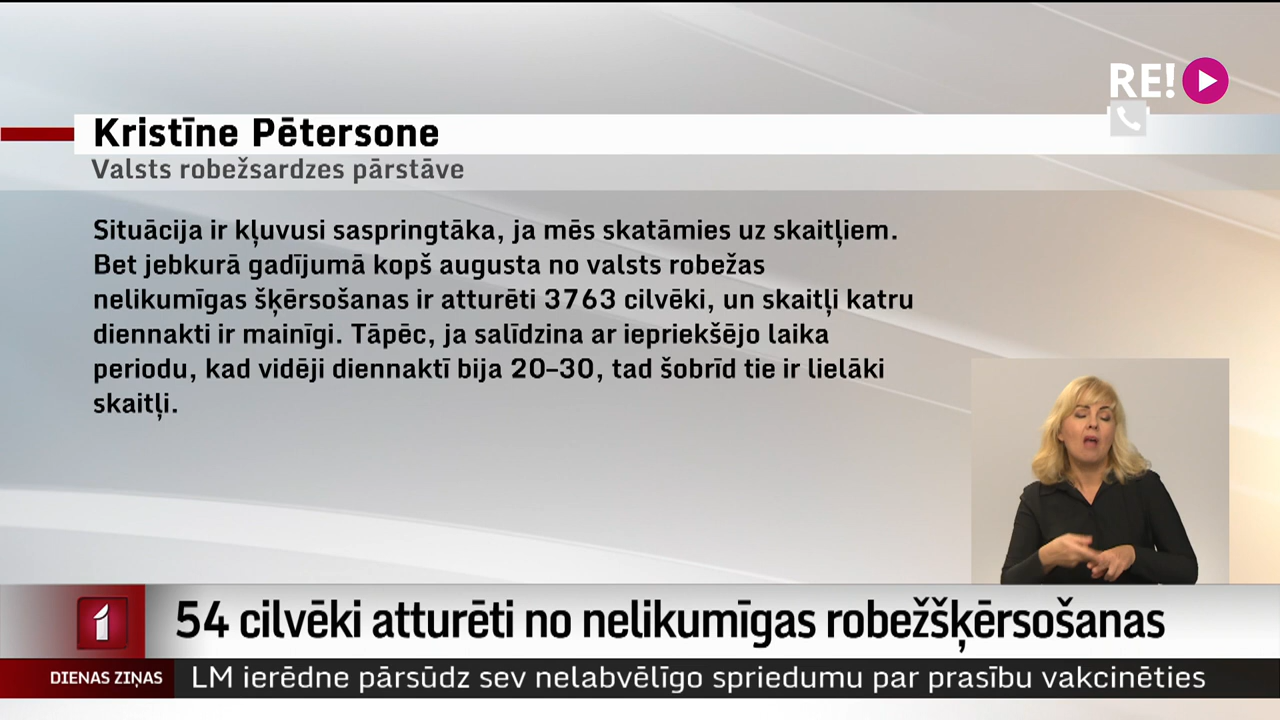 RE!
Kristīne Pētersone
Valsts robežsardzes pārstāve
Situācija ir kļuvusi saspringtāka, ja mēs skatāmies uz skaitļiem.
Bet jebkurā gadījumā kopš augusta no valsts robežas
nelikumīgas šķērsošanas ir atturēti 3763 cilvēki, un skaitļi katru
diennakti ir mainīgi. Tāpēc, ja salīdzina ar iepriekšējo laika
periodu, kad vidēji diennaktī bija 20–30, tad šobrīd tie ir lielāki
skaitļi.
1 54 cilvēki atturēti no nelikumīgas robežšķērsošanas
DIENAS ZIŅAS LM ierēdne pārsūdz sev nelabvēlīgo spriedumu par prasību vakcinēties